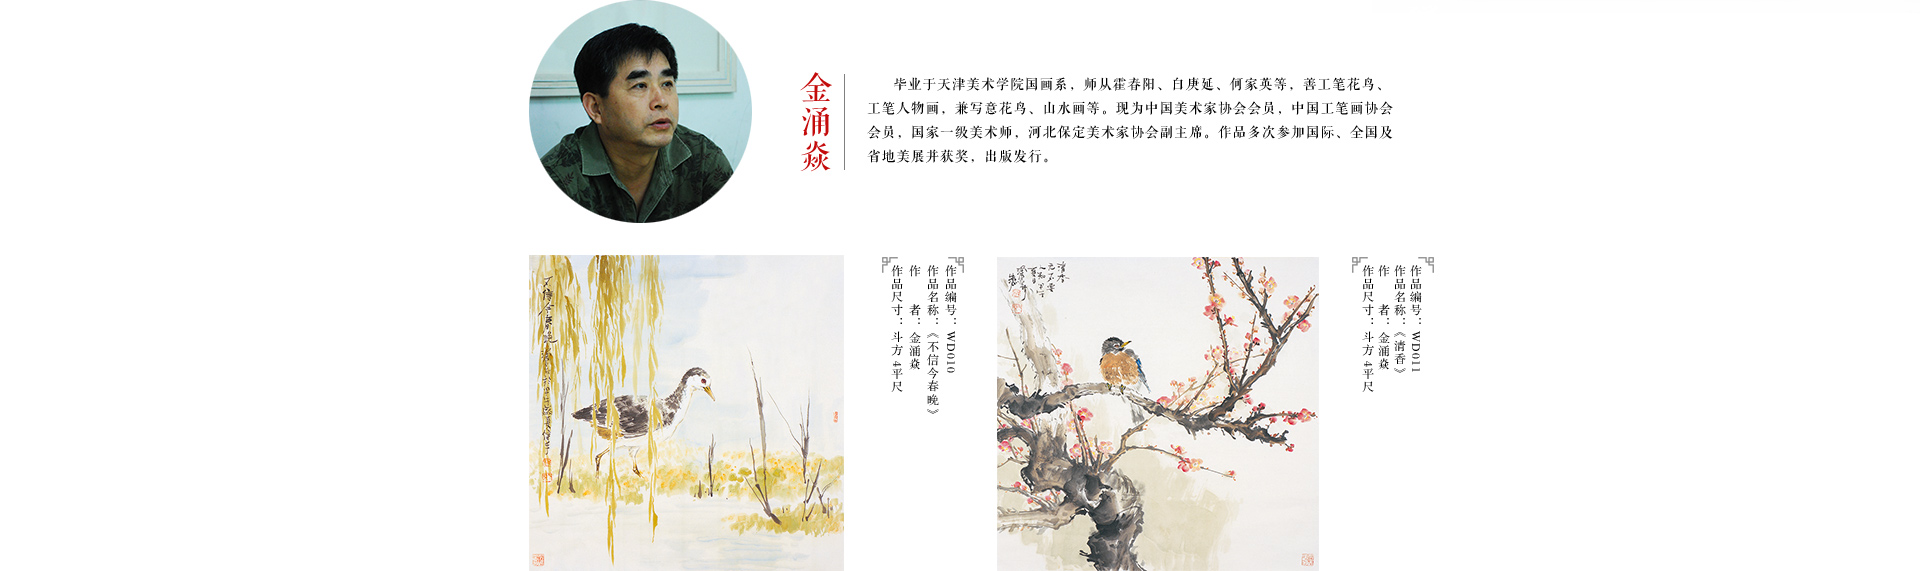 金涌焱
毕业于天津美术学院国画系，师从霍春阳、白庚延、何家英等，善工笔花鸟、
工笔人物画，兼写意花鸟、山水画等。现为中国美术家协会会员，中国工笔画协会
会员，国家一级美术师，河北保定美术家协会副主席。作品多次参加国际、全国及
省地美展并获奖，出版发行。
作品编号：WD010
作品名称：《不信今春晚》
作 者：金涌焱
作品尺寸：斗方 4平尺
作品编号：WD011
作品名称：《清香》
作 者：金涌焱
作品尺寸：斗方 4平尺